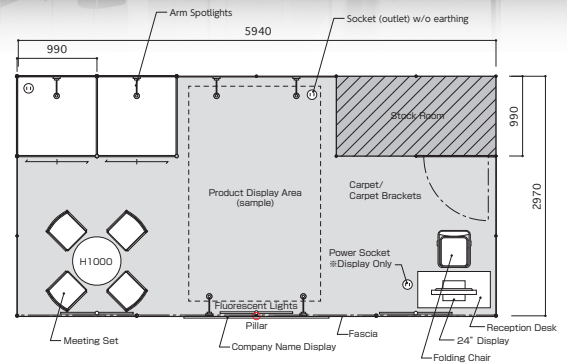 Arm Spotlights
Socket (outlet) w/o earthing
5940
990
Stock Room
990
2970
Product Display Area
(sample)
Carpet/
Carpet Brackets
H1000
Power Socket
※Display Only
Fluorescent Lights
Pillar
Meeting Set
Company Name Display
Fascia
Reception Desk
24" Display
Folding Chair